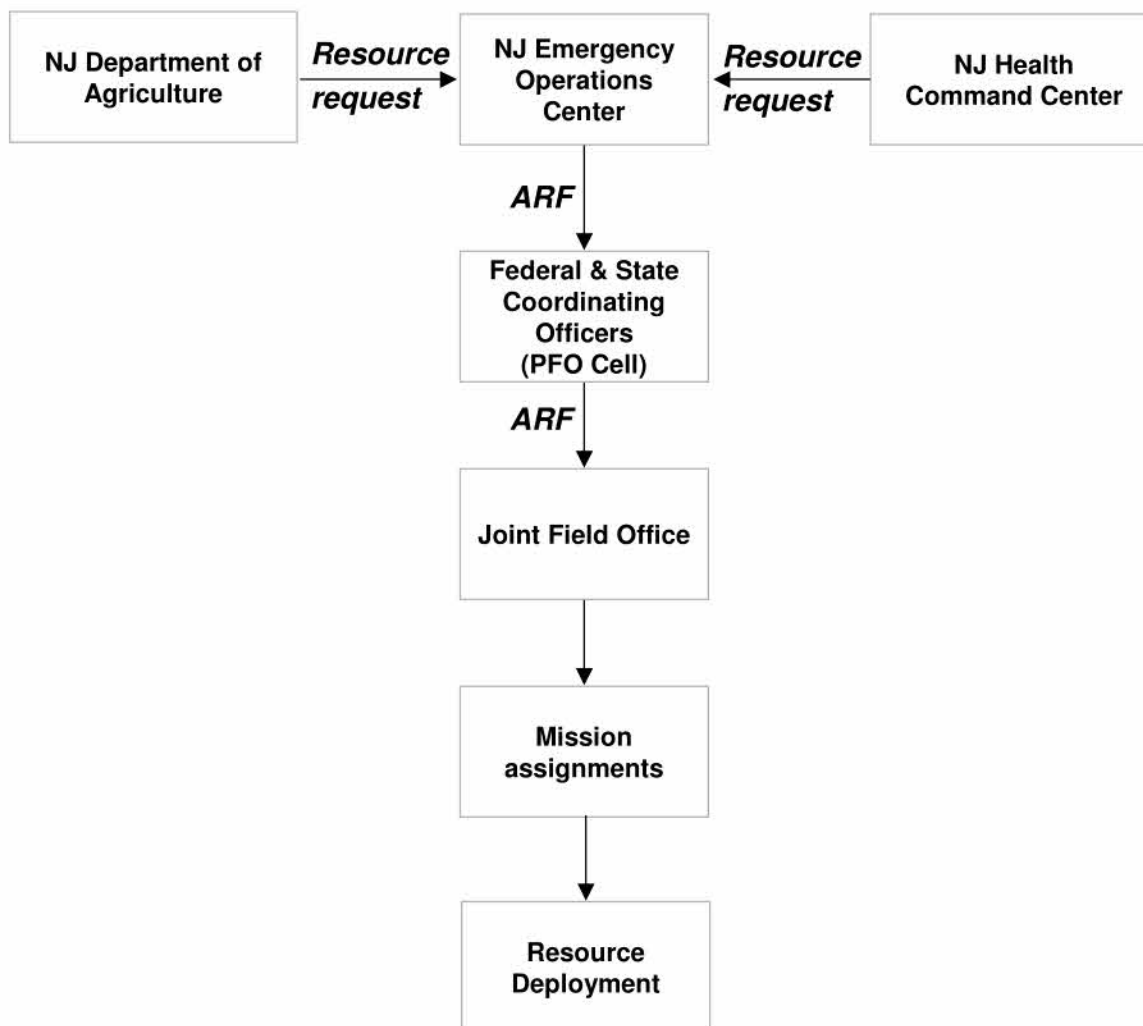 NJ Department of
Agriculture
Resource
request
NJ Emergency
Operations
Center
Resource
request
NJ Health
Command Center
ARF
Federal & State
Coordinating
Officers
(PFO Cell)
ARF
Joint Field Office
Mission
assignments
Resource
Deployment